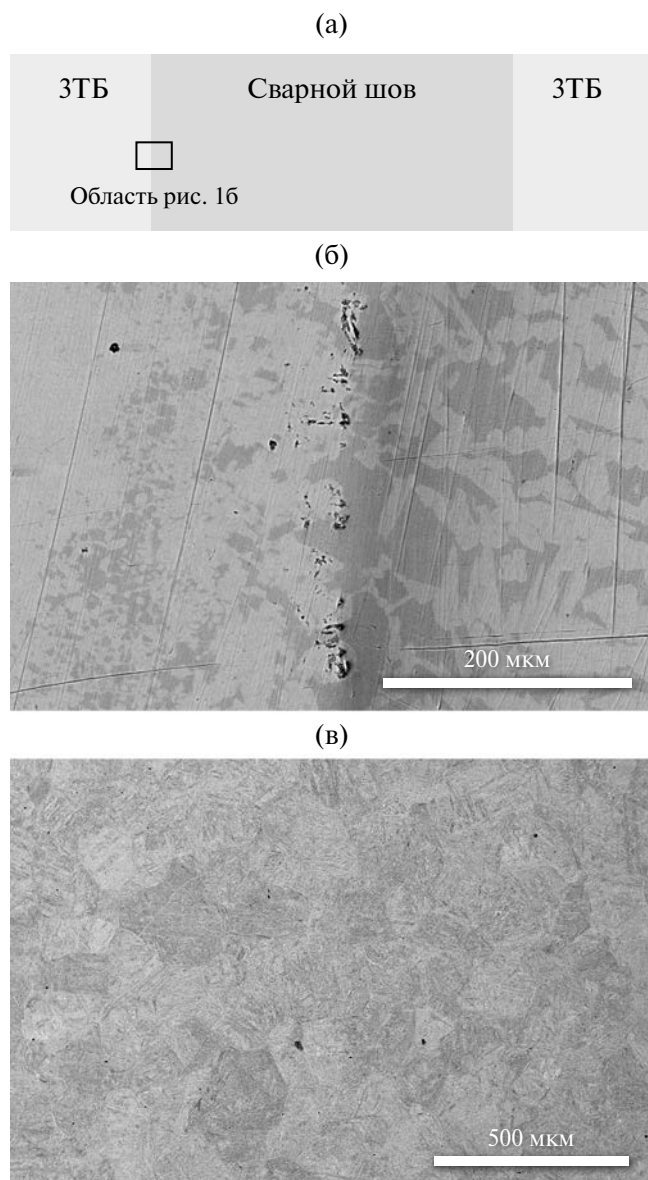 (а)
ЗТБ Сварной шов ЗТБ
Область рис. 1б
(б)
200 мкм
(в)
500 мкм